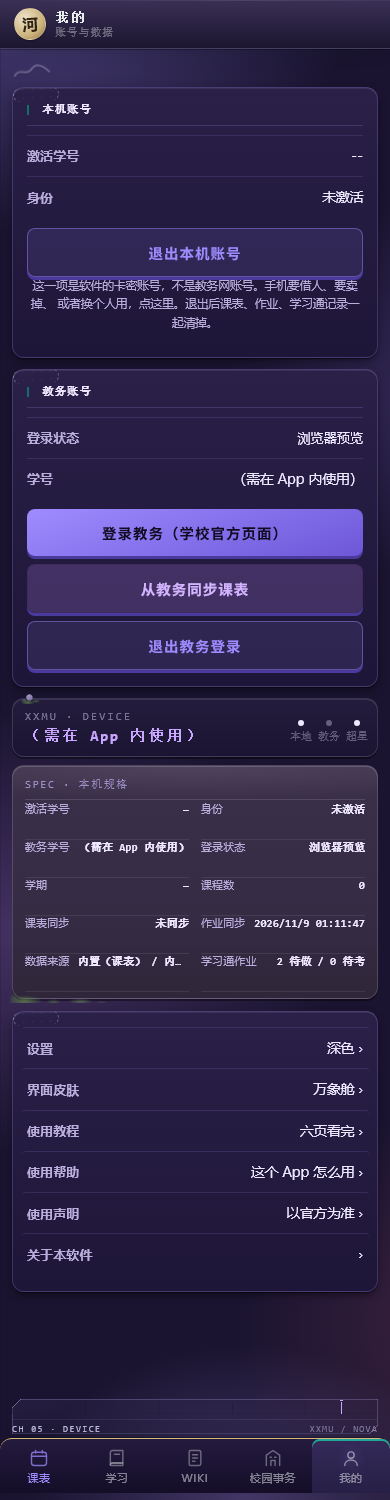 河
我的
账号与数据
本机账号
激活学号 --
身份 未激活
退出本机账号
这一项是软件的卡密账号，不是教务网账号。手机要借人、要卖
掉、 或者换个人用，点这里。退出后课表、作业、学习通记录一
起清掉。
教务账号
登录状态 浏览器预览
学号 （需在 App 内使用）
登录教务（学校官方页面）
从教务同步课表
退出教务登录
XXMU · DEVICE
（需在 App 内使用）
本地 教务 超星
SPEC · 本机规格
激活学号 — 身份 未激活
教务学号 （需在 App 内使用） 登录状态 浏览器预览
学期 — 课程数 0
课表同步 未同步 作业同步 2026/11/9 01:11:47
数据来源 内置（课表） / 内… 学习通作业 2 待做 / 0 待考
设置 深色 ›
界面皮肤 万象舱 ›
使用教程 六页看完 ›
使用帮助 这个 App 怎么用 ›
使用声明 以官方为准 ›
关于本软件 ›
CH 05 · DEVICE XXMU / NOVA
课表 学习 WIKI 校园事务 我的